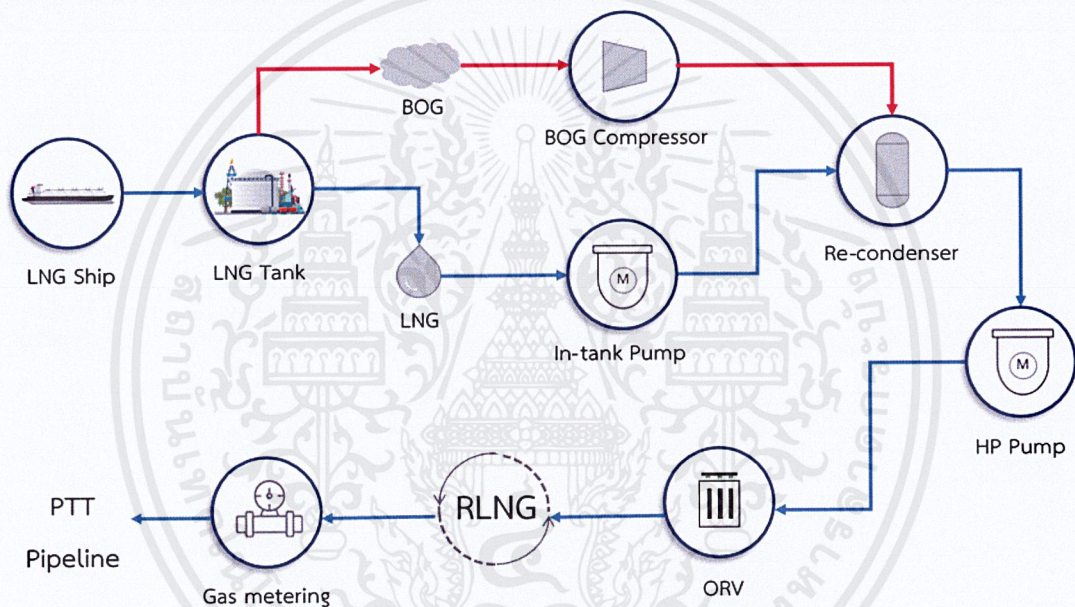 BOG
BOG Compressor
LNG Ship
LNG Tank
LNG
M
In-tank Pump
Re-condenser
M
HP Pump
PTT
Pipeline
Gas metering
RLNG
ORV